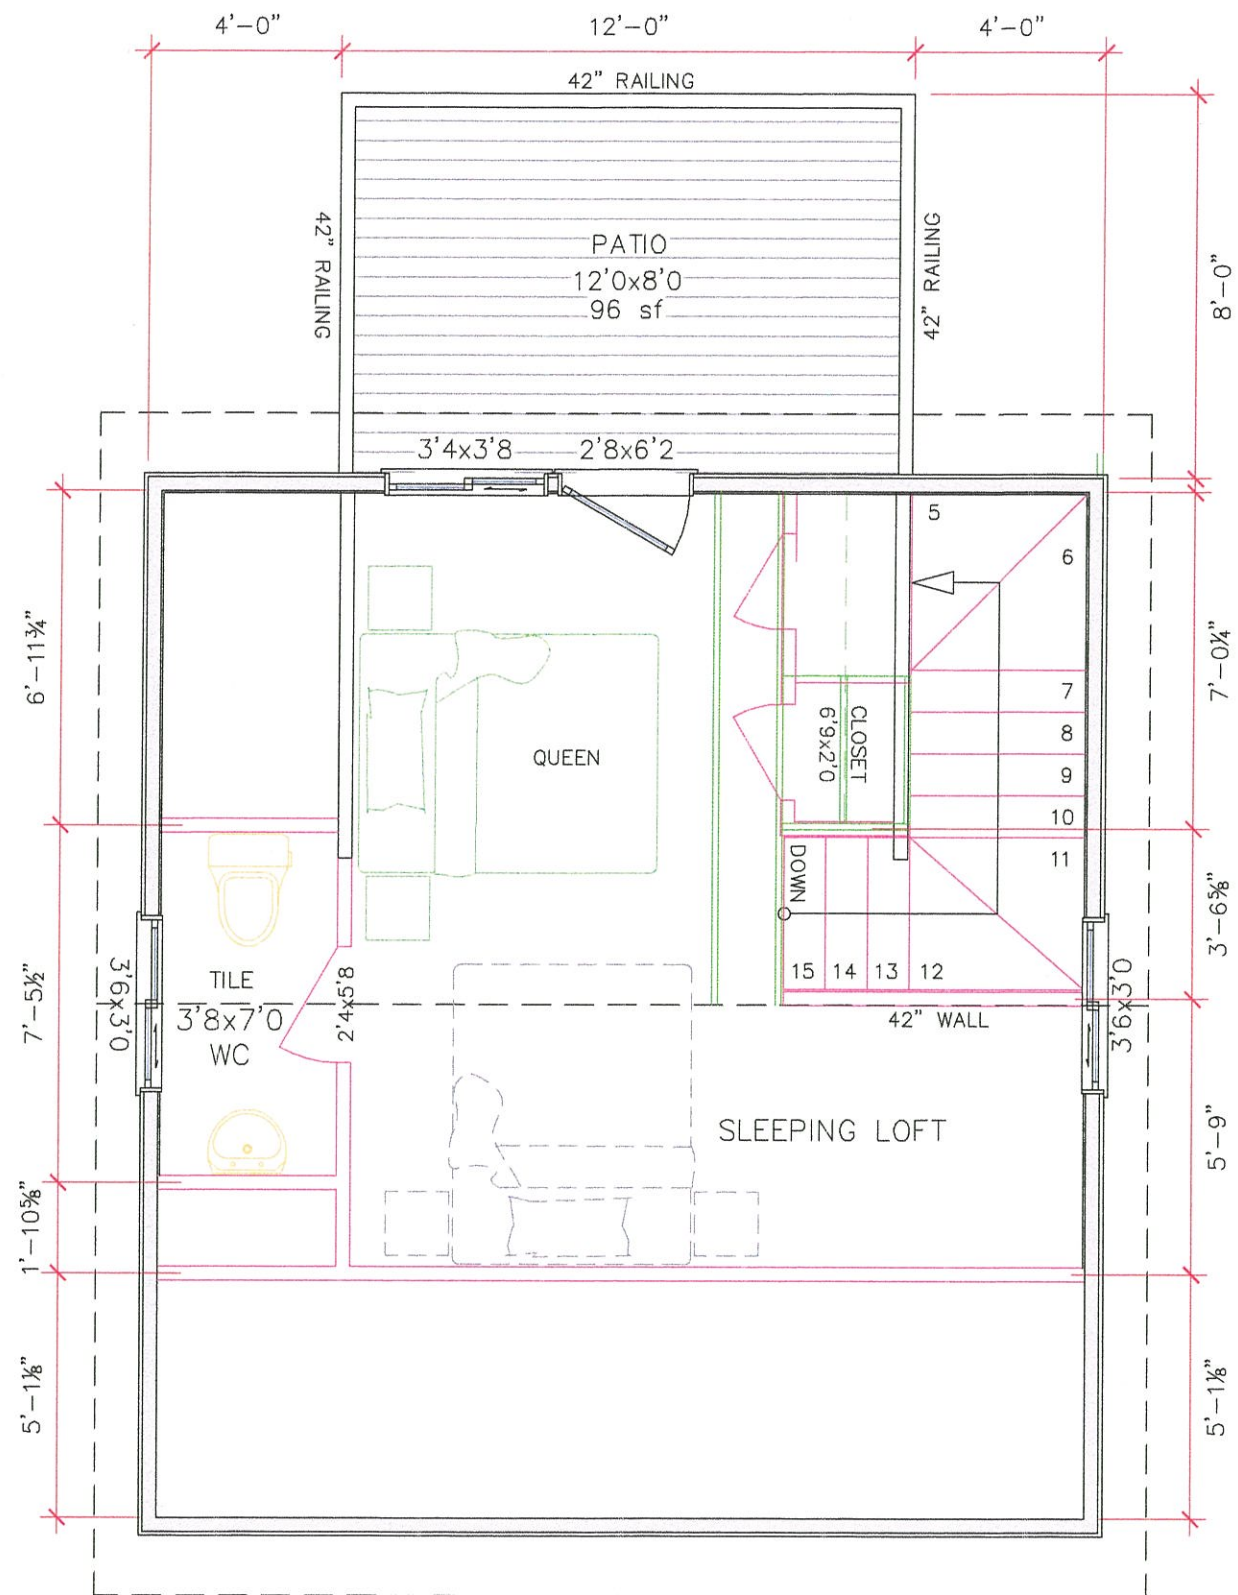 4'-0"
12'-0"
4'-0"
42" RAILING
42" RAILING
42" RAILING
8'-0"
PATIO
12'0x8'0
96 sf
3'4x3'8
2'8x6'2
5
6
6'-11¾"
7'-0¼"
7
QUEEN
CLOSET
6'9x2'0
8
9
10
11
DOWN
3'-6⅝"
15
14
13
12
TILE
3'8x7'0
WC
2'4x5'8
3'6x3'0
3'6x3'0
42" WALL
7'-5½"
SLEEPING LOFT
5'-9"
1'-10⅝"
5'-1⅛"
5'-1⅛"